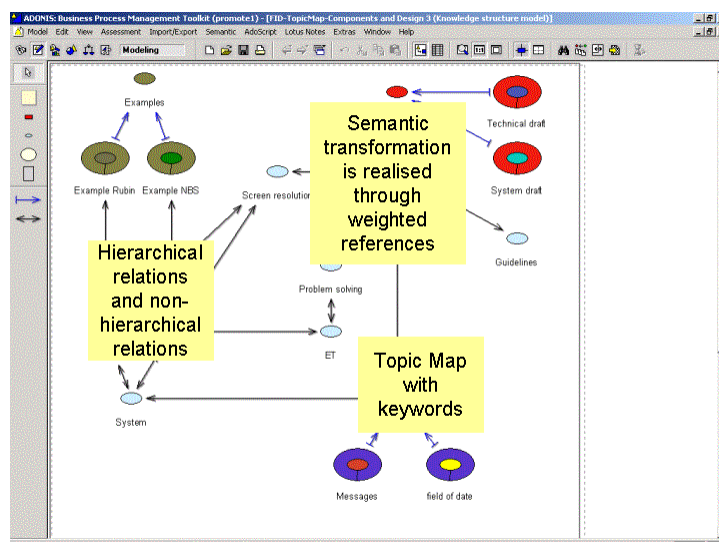 ADONIS: Business Process Management Toolkit (promote1) - [FID-TopicMap-Components and Design 3 (Knowledge structure model)]
Model Edit View Assessment Import/Export Semantic AdoScript Lotus Notes Extras Window Help
Modeling
Examples
Technical draft
Semantic
transformation
is realised
through
weighted
references
Example Rubin
Example NBS
Screen resolution
System draft
Hierarchical
relations
and non-
hierarchical
relations
Guidelines
Problem solving
ET
Topic Map
with
keywords
System
Messages
field of date